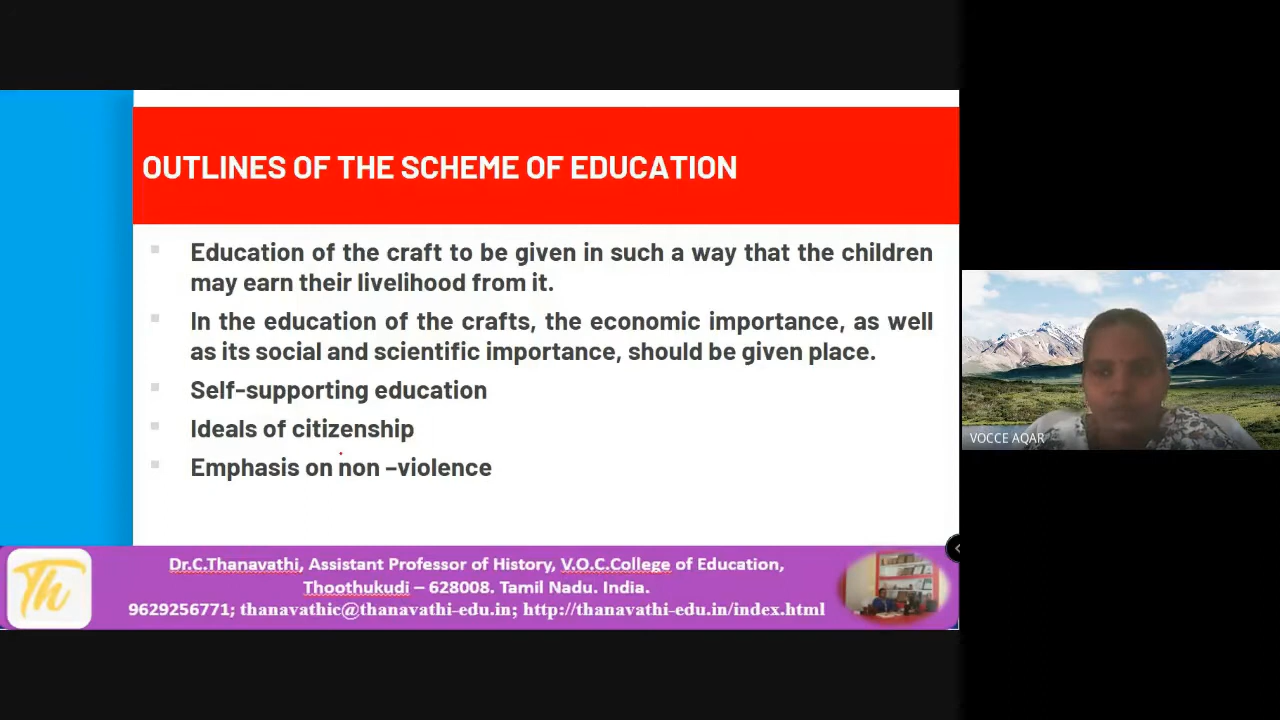 OUTLINES OF THE SCHEME OF EDUCATION
Education of the craft to be given in such a way that the children
may earn their livelihood from it.
In the education of the crafts, the economic importance, as well
as its social and scientific importance, should be given place.
Self-supporting education
Ideals of citizenship
Emphasis on non –violence
VOCCE AQAR
Th
Dr.C.Thanavathi, Assistant Professor of History, V.O.C.College of Education,
Thoothukudi – 628008. Tamil Nadu. India.
9629256771; thanavathic@thanavathi-edu.in; http://thanavathi-edu.in/index.html